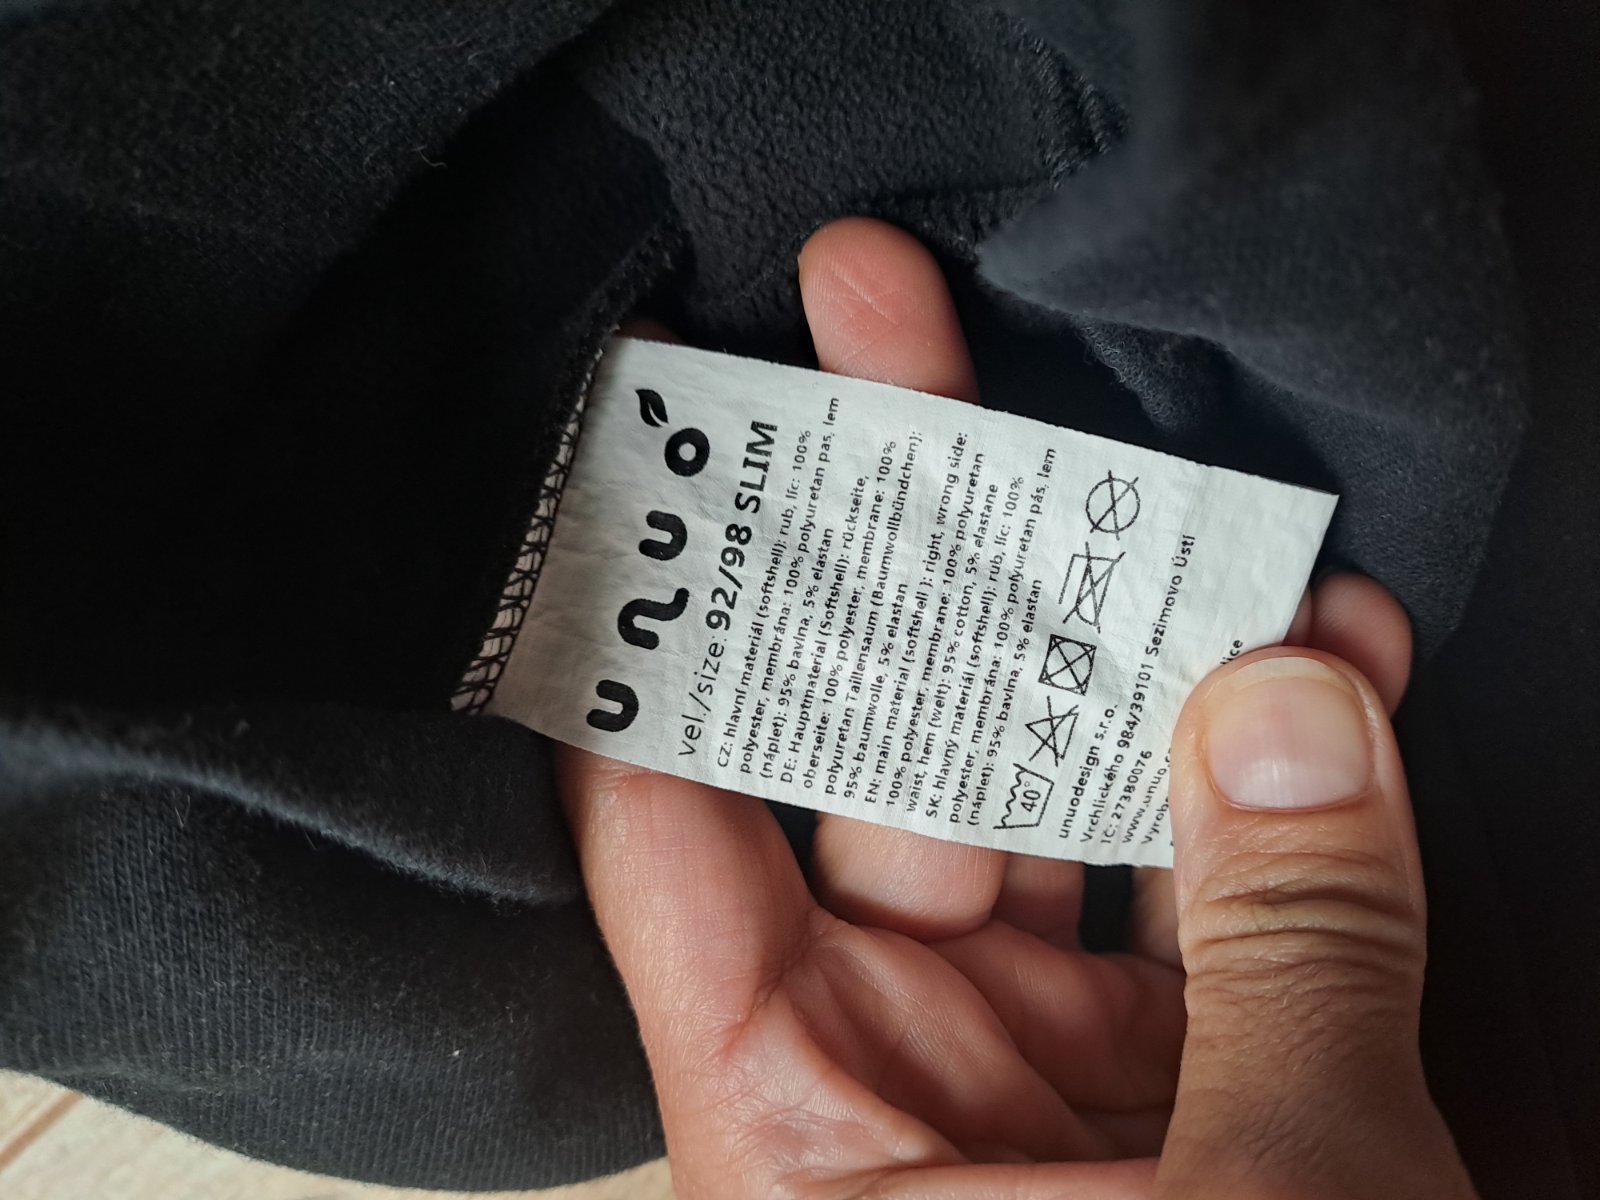 unuo
vel./size: 92/98 SLIM
CZ: hlavní materiál (softshell): rub, líc: 100%
polyester, membrána: 100% polyuretan pas, lem
(náplet): 95% bavlna, 5% elastan
DE: Hauptmaterial (Softshell): rückseite,
oberseite: 100% polyester, membrane: 100%
polyuretan Taillensaum (Baumwollbündchen):
95% baumwolle, 5% elastan
EN: main material (softshell ): right, wrong side:
100% polyester, membrane: 100% polyuretan
waist, hem (welt): 95% cotton, 5% elastane
SK: hlavný materiál (softshell): rub, líc: 100%
polyester, membrána: 100% polyuretan pás, lem
(náplet): 95% bavlna, 5% elastan
40°
unuodesign s.r.o.
Vrchlického 984/39101 Sezimovo Ústí
IČ: 27380076
www.unuo.